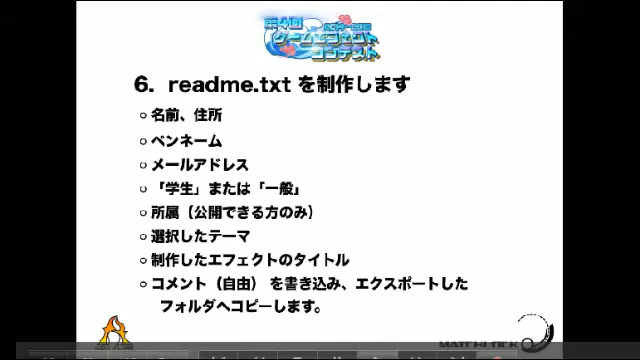 第4回
ゲームエフェクト
コンテスト
6. readme.txt を制作します
○ 名前、住所
○ ペンネーム
○ メールアドレス
○ 「学生」または「一般」
○ 所属（公開できる方のみ）
○ 選択したテーマ
○ 制作したエフェクトのタイトル
○ コメント（自由） を書き込み、エクスポートした
フォルダへコピーします。
MATCHLOCK